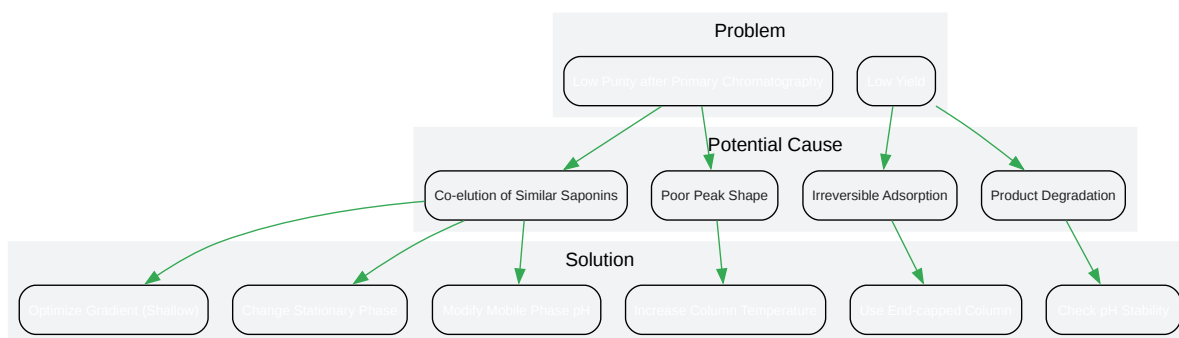 Problem
Low Purity after Primary Chromatography
Low Yield
Potential Cause
Co-elution of Similar Saponins
Poor Peak Shape
Irreversible Adsorption
Product Degradation
Solution
Optimize Gradient (Shallow)
Change Stationary Phase
Modify Mobile Phase pH
Increase Column Temperature
Use End-capped Column
Check pH Stability